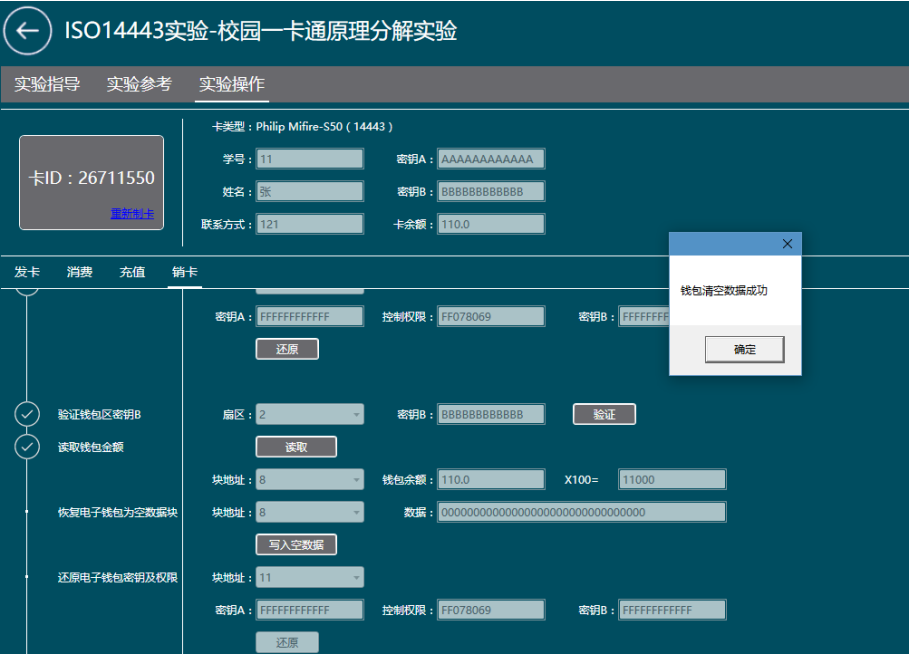 ISO14443实验-校园一卡通原理分解实验
实验指导 实验参考 实验操作
卡类型：Philip Mifire-S50 ( 14443 )
卡ID：26711550
重新制卡
学号：11 密钥A：AAAAAAAAAAAA
姓名：张 密钥B：BBBBBBBBBBBB
联系方式：121 卡余额：110.0
发卡 消费 充值 销卡
钱包清空数据成功
确定
密钥A：FFFFFFFFFFFF 控制权限：FF078069 密钥B：FFFFFFFF
还原
验证钱包区密钥B 扇区：2 密钥B：BBBBBBBBBBBB 验证
读取钱包金额 读取
块地址：8 钱包余额：110.0 X100= 11000
恢复电子钱包为空数据块 块地址：8 数据：00000000000000000000000000000000
写入空数据
还原电子钱包密钥及权限 块地址：11
密钥A：FFFFFFFFFFFF 控制权限：FF078069 密钥B：FFFFFFFFFFFF
还原